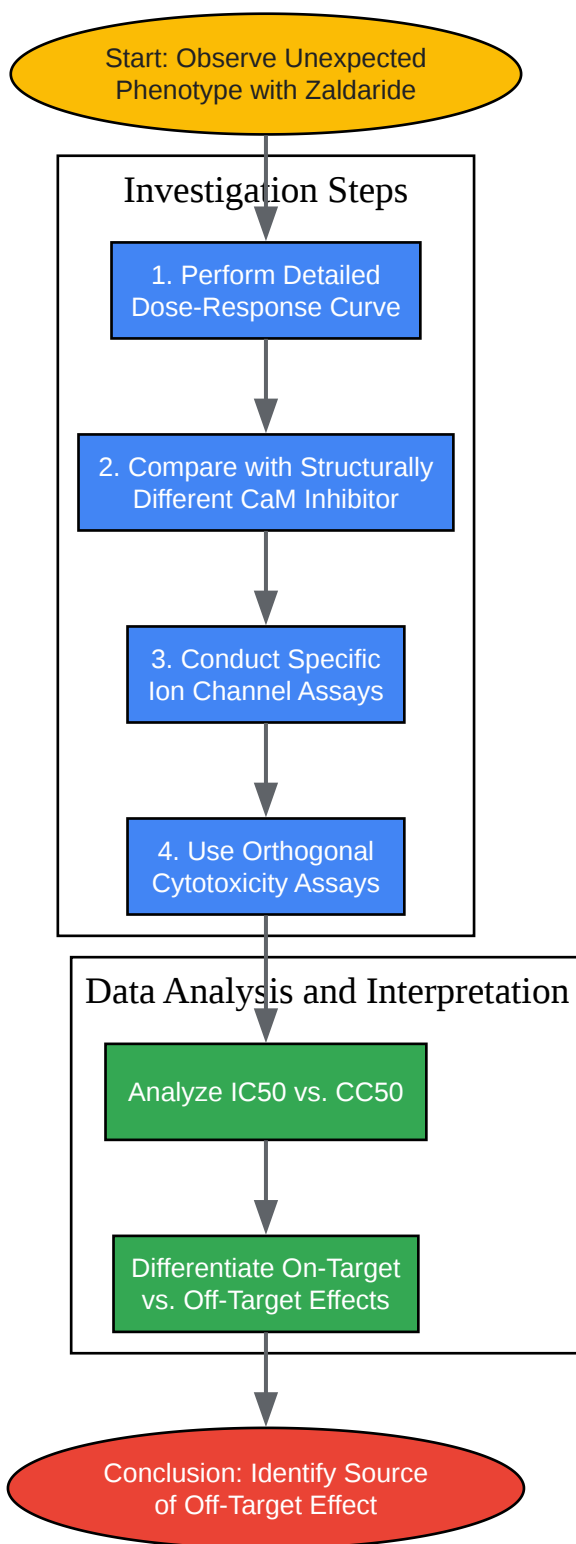 Start: Observe Unexpected
Phenotype with Zaldaride
Investigation Steps
1. Perform Detailed
Dose-Response Curve
2. Compare with Structurally
Different CaM Inhibitor
3. Conduct Specific
Ion Channel Assays
4. Use Orthogonal
Cytotoxicity Assays
Data Analysis and Interpretation
Analyze IC50 vs. CC50
Differentiate On-Target
vs. Off-Target Effects
Conclusion: Identify Source
of Off-Target Effect